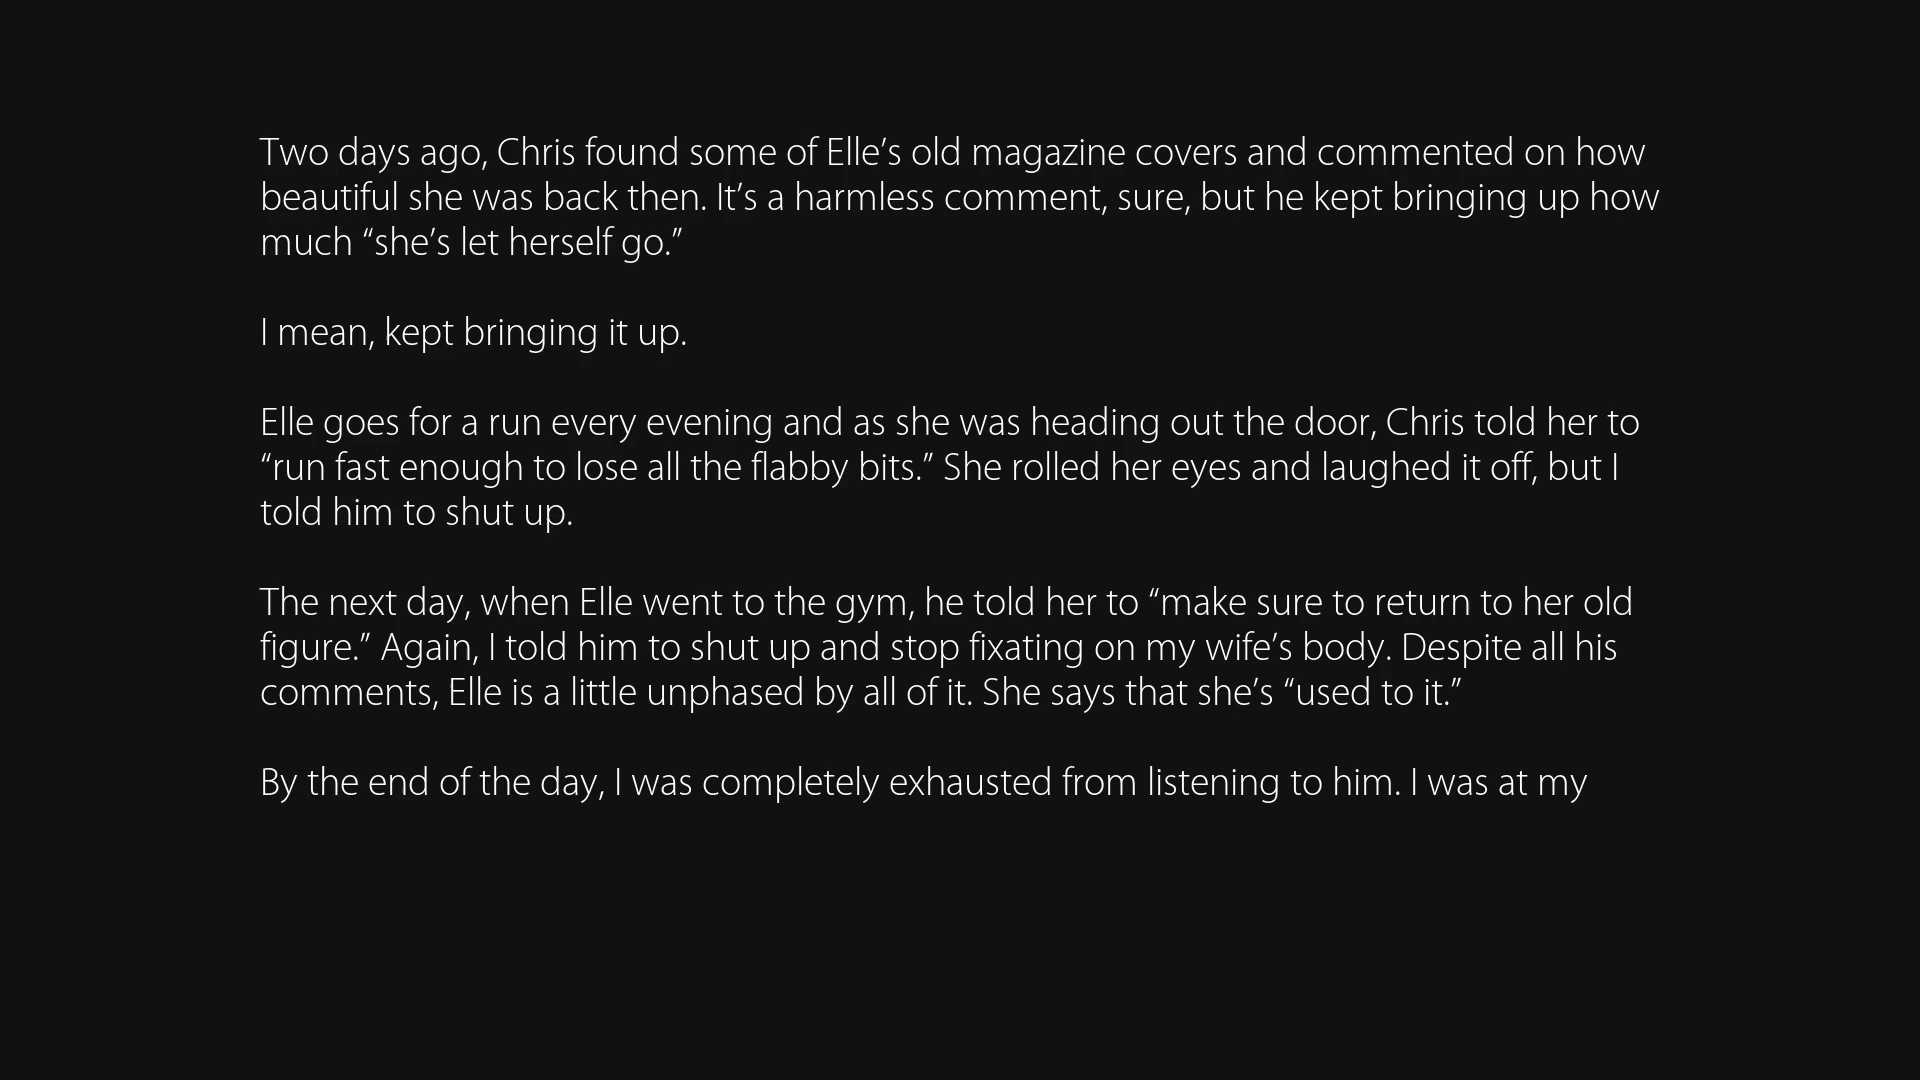 Two days ago, Chris found some of Elle’s old magazine covers and commented on how
beautiful she was back then. It’s a harmless comment, sure, but he kept bringing up how
much “she’s let herself go.”
I mean, kept bringing it up.
Elle goes for a run every evening and as she was heading out the door, Chris told her to
“run fast enough to lose all the flabby bits.” She rolled her eyes and laughed it off, but I
told him to shut up.
The next day, when Elle went to the gym, he told her to “make sure to return to her old
figure.” Again, I told him to shut up and stop fixating on my wife’s body. Despite all his
comments, Elle is a little unphased by all of it. She says that she’s “used to it.”
By the end of the day, I was completely exhausted from listening to him. I was at my